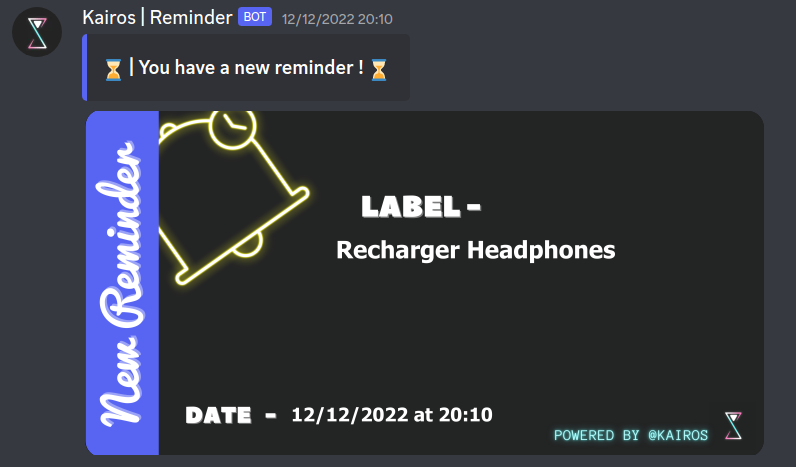 Kairos | Reminder BOT 12/12/2022 20:10
⏳ | You have a new reminder ! ⏳
New Reminder
LABEL -
Recharger Headphones
DATE - 12/12/2022 at 20:10
POWERED BY @KAIROS